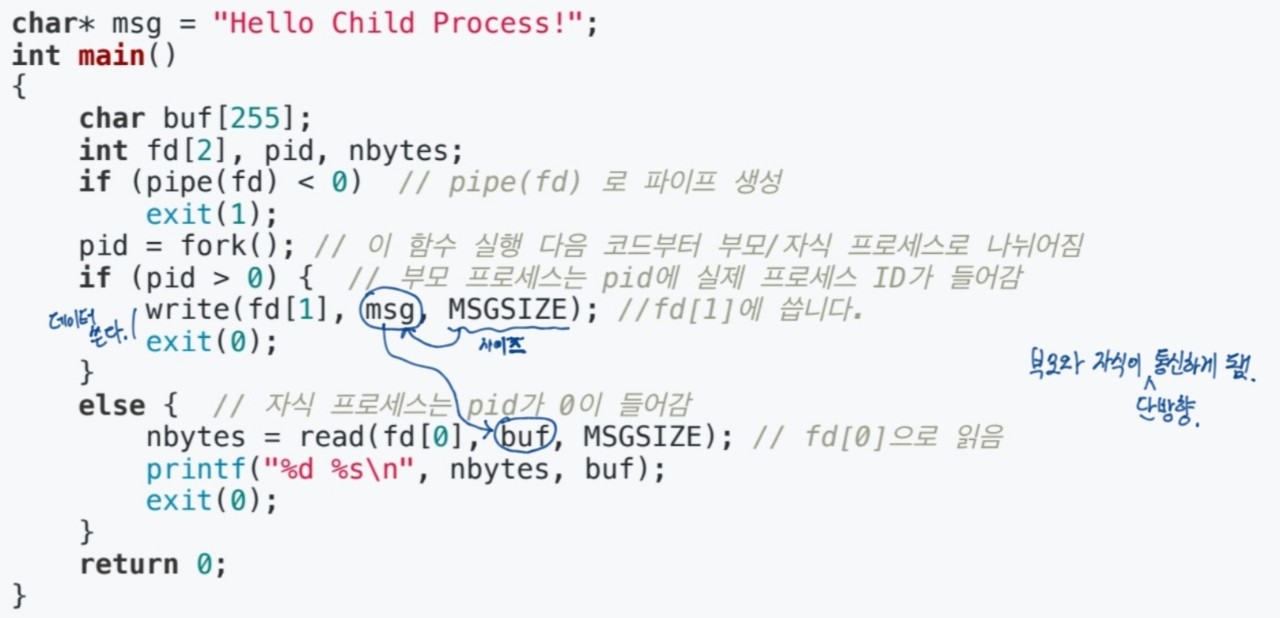 char* msg = "Hello Child Process!";
int main()
{
    char buf[255];
    int fd[2], pid, nbytes;
    if (pipe(fd) < 0)  // pipe(fd) 로 파이프 생성
        exit(1);
    pid = fork(); // 이 함수 실행 다음 코드부터 부모/자식 프로세스로 나뉘어짐
    if (pid > 0) {  // 부모 프로세스는 pid에 실제 프로세스 ID가 들어감
        write(fd[1], msg, MSGSIZE); //fd[1]에 씁니다.
데이터
쓴다.
사이즈
        exit(0);
    }
부모와 자식이 통신하게 됨.
단방향.
    else {  // 자식 프로세스는 pid가 0이 들어감
        nbytes = read(fd[0], buf, MSGSIZE); // fd[0]으로 읽음
        printf("%d %s\n", nbytes, buf);
        exit(0);
    }
    return 0;
}